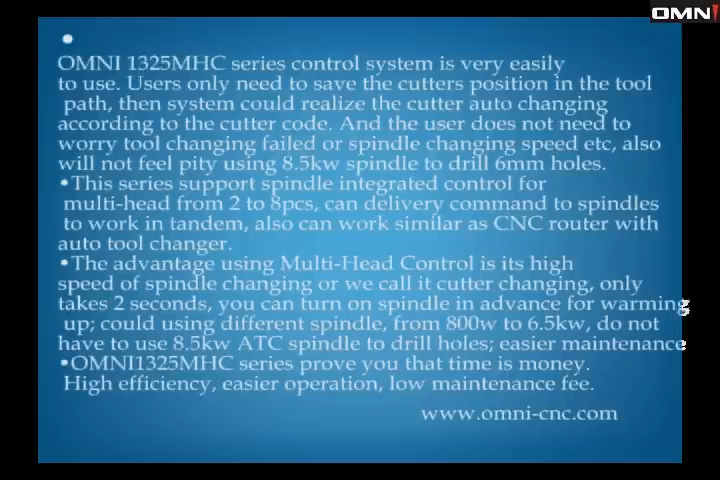 OMNI
•
OMNI 1325MHC series control system is very easily
to use. Users only need to save the cutters position in the tool
path, then system could realize the cutter auto changing
according to the cutter code. And the user does not need to
worry tool changing failed or spindle changing speed etc, also
will not feel pity using 8.5kw spindle to drill 6mm holes.
•This series support spindle integrated control for
multi-head from 2 to 8pcs, can delivery command to spindles
to work in tandem, also can work similar as CNC router with
auto tool changer.
•The advantage using Multi-Head Control is its high
speed of spindle changing or we call it cutter changing, only
takes 2 seconds, you can turn on spindle in advance for warming
up; could using different spindle, from 800w to 6.5kw, do not
have to use 8.5kw ATC spindle to drill holes; easier maintenance
•OMNI1325MHC series prove you that time is money.
High efficiency, easier operation, low maintenance fee.
www.omni-cnc.com